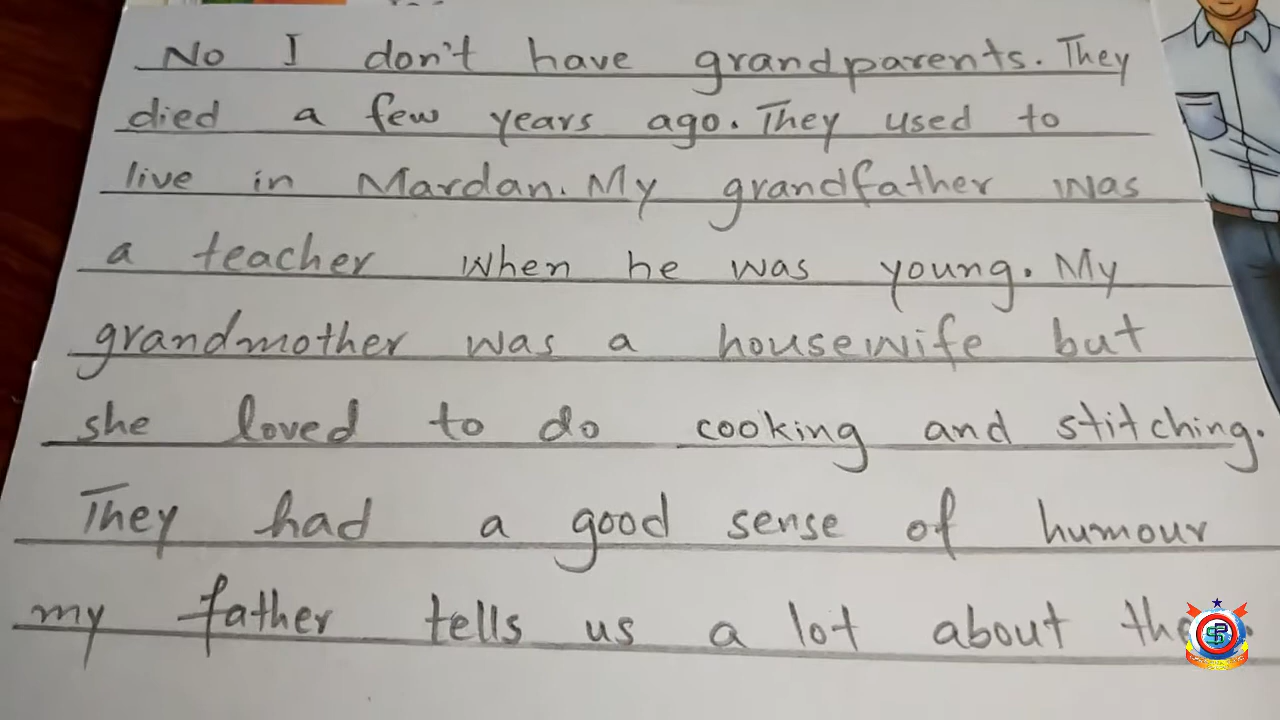 No I don't have grandparents. They
died a few years ago. They used to
live in Mardan. My grandfather was
a teacher when he was young. My
grandmother was a housewife but
she loved to do cooking and stitching.
They had a good sense of humour
my father tells us a lot about